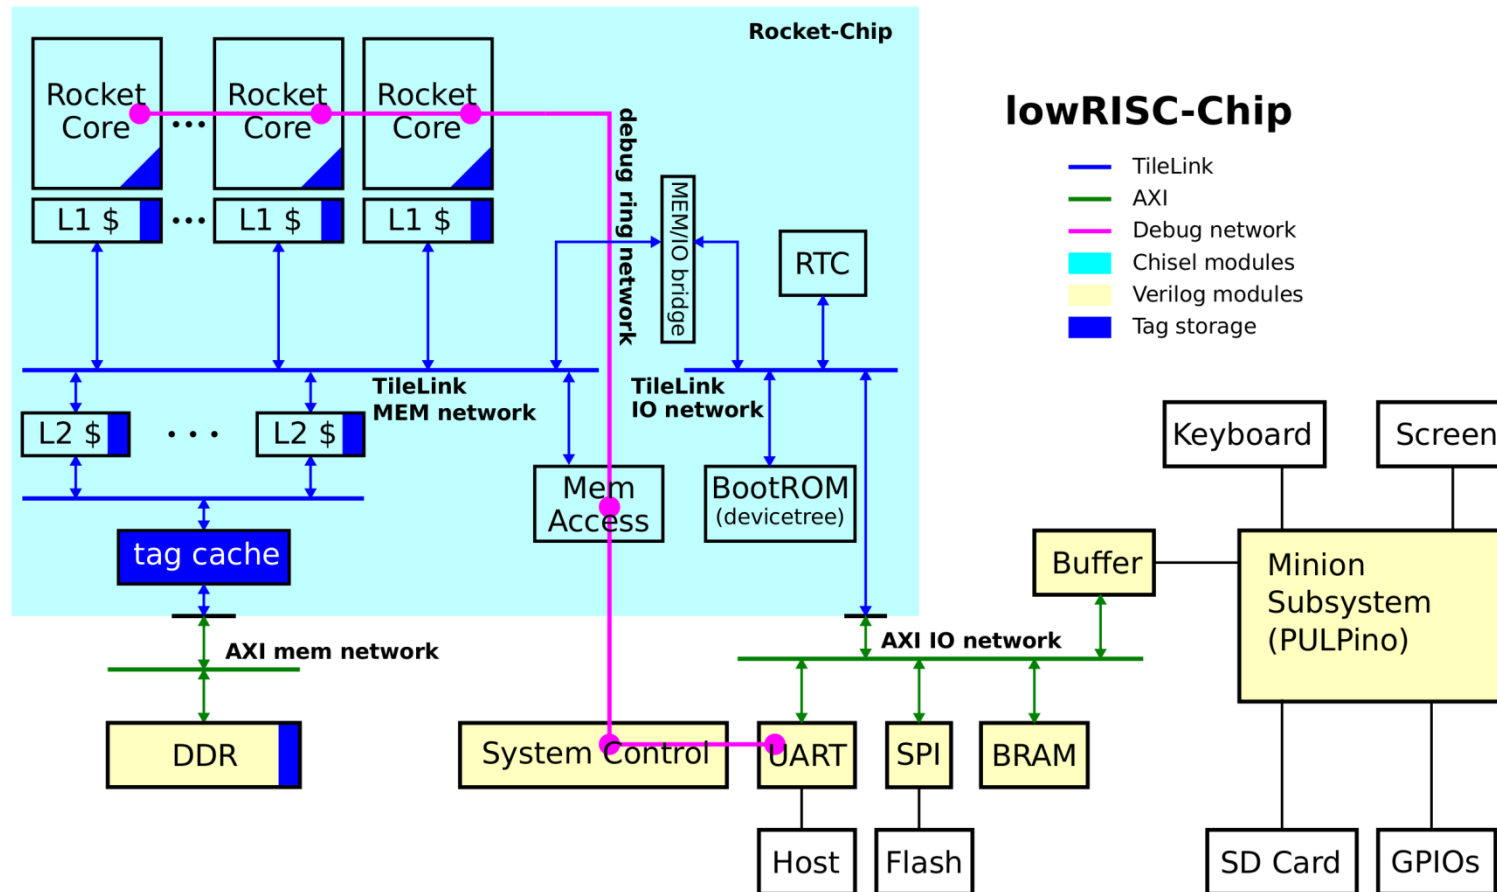 Rocket-Chip
Rocket
Core
...
Rocket
Core
Rocket
Core
L1 $
...
L1 $
L1 $
debug ring network
MEM/IO bridge
RTC
TileLink
MEM network
TileLink
IO network
L2 $
...
L2 $
Mem
Access
BootROM
(devicetree)
tag cache
AXI mem network
AXI IO network
DDR
System Control
UART
SPI
BRAM
Host
Flash
lowRISC-Chip
TileLink
AXI
Debug network
Chisel modules
Verilog modules
Tag storage
Keyboard
Screen
Buffer
Minion
Subsystem
(PULPino)
SD Card
GPIOs